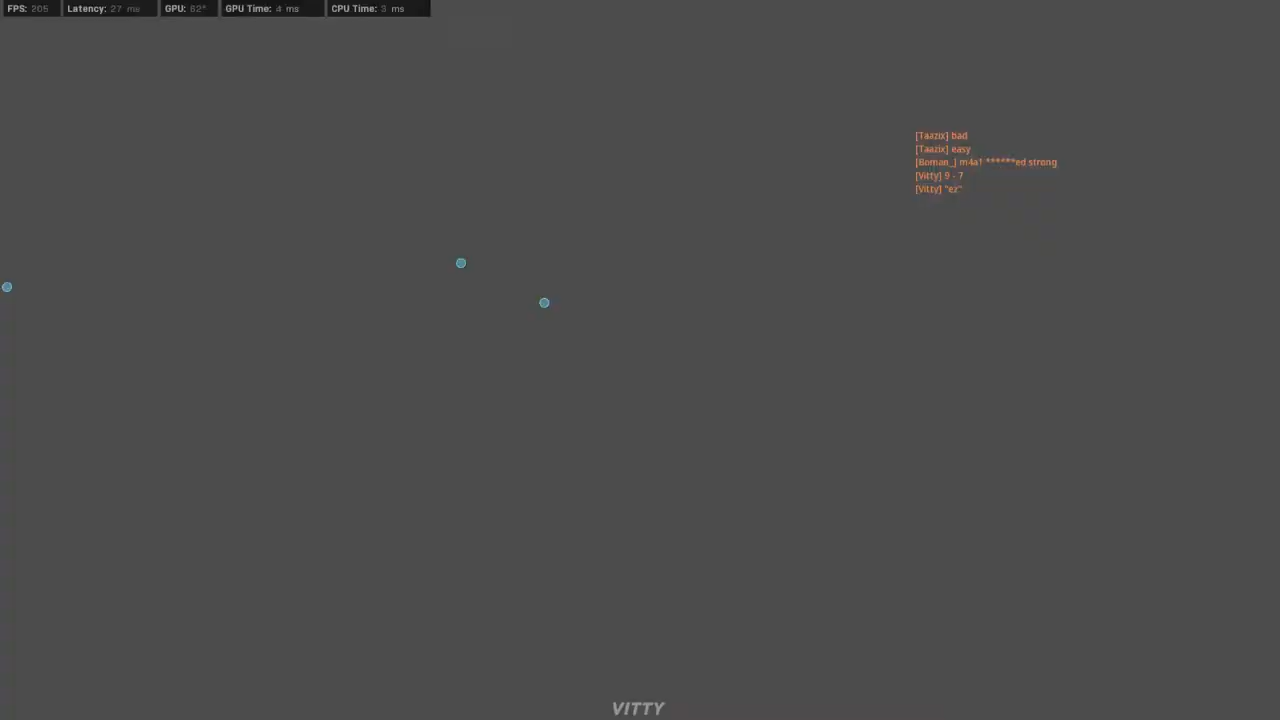 FPS: 205 Latency: 27 ms GPU: 82° GPU Time: 4 ms CPU Time: 3 ms
[Taazix] bad
[Taazix] easy
[Boman_] m4a1 ******ed strong
[Vitty] 9 - 7
[Vitty] "ez"
VITTY